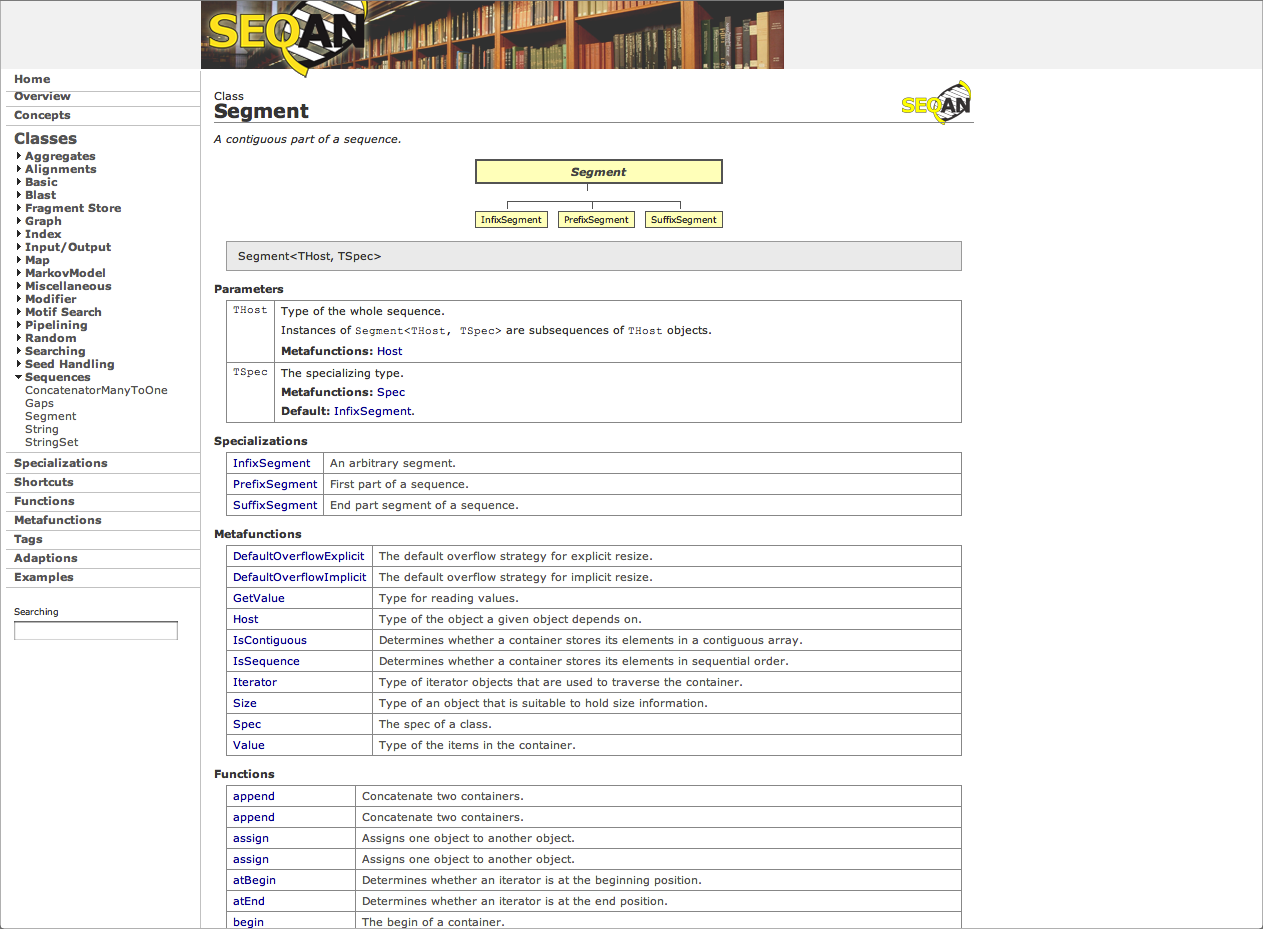 SEQAN
Home
Overview
Concepts
Classes
Aggregates
Alignments
Basic
Blast
Fragment Store
Graph
Index
Input/Output
Map
MarkovModel
Miscellaneous
Modifier
Motif Search
Pipelining
Random
Searching
Seed Handling
Sequences
ConcatenatorManyToOne
Gaps
Segment
String
StringSet
Specializations
Shortcuts
Functions
Metafunctions
Tags
Adaptions
Examples
Searching
Class
Segment
SEQAN
A contiguous part of a sequence.
Segment
InfixSegment PrefixSegment SuffixSegment
Segment<THost, TSpec>
Parameters
THost Type of the whole sequence.
Instances of Segment<THost, TSpec> are subsequences of THost objects.
Metafunctions: Host
TSpec The specializing type.
Metafunctions: Spec
Default: InfixSegment.
Specializations
InfixSegment An arbitrary segment.
PrefixSegment First part of a sequence.
SuffixSegment End part segment of a sequence.
Metafunctions
DefaultOverflowExplicit The default overflow strategy for explicit resize.
DefaultOverflowImplicit The default overflow strategy for implicit resize.
GetValue Type for reading values.
Host Type of the object a given object depends on.
IsContiguous Determines whether a container stores its elements in a contiguous array.
IsSequence Determines whether a container stores its elements in sequential order.
Iterator Type of iterator objects that are used to traverse the container.
Size Type of an object that is suitable to hold size information.
Spec The spec of a class.
Value Type of the items in the container.
Functions
append Concatenate two containers.
append Concatenate two containers.
assign Assigns one object to another object.
assign Assigns one object to another object.
atBegin Determines whether an iterator is at the beginning position.
atEnd Determines whether an iterator is at the end position.
begin The begin of a container.